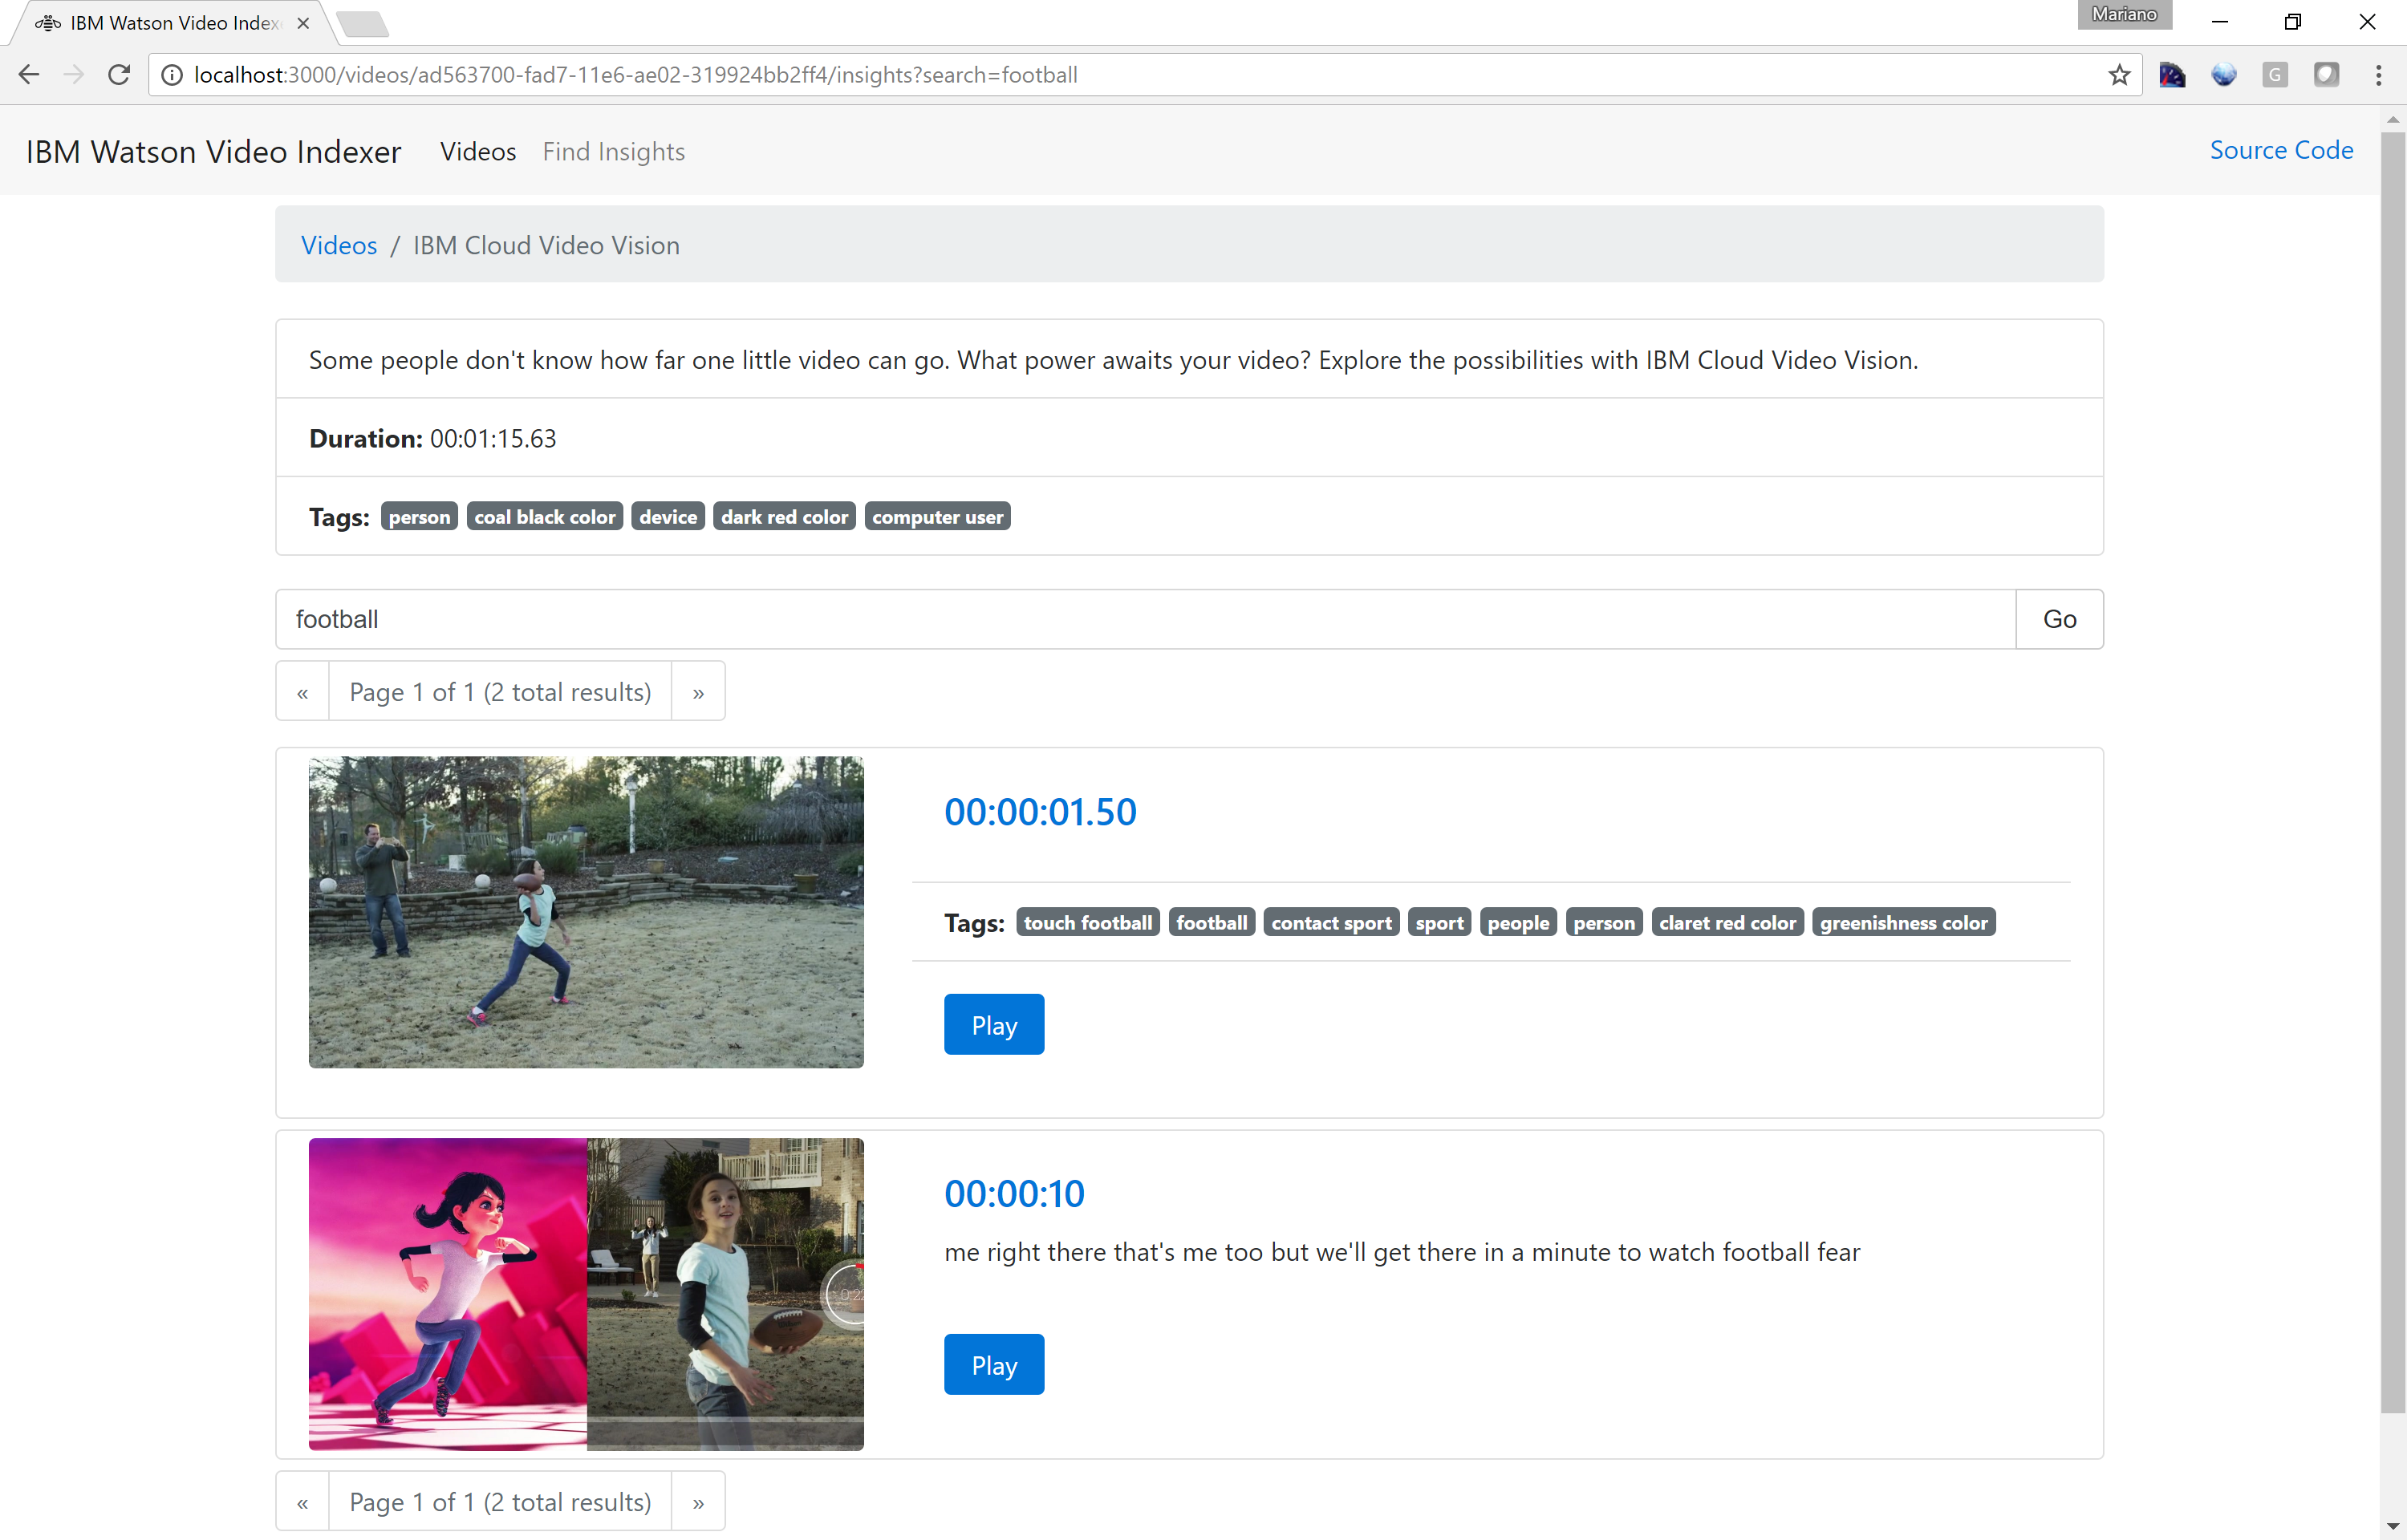 IBM Watson Video Index
Mariano
localhost:3000/videos/ad563700-fad7-11e6-ae02-319924bb2ff4/insights?search=football
G
IBM Watson Video Indexer Videos Find Insights Source Code
Videos / IBM Cloud Video Vision
Some people don't know how far one little video can go. What power awaits your video? Explore the possibilities with IBM Cloud Video Vision.
Duration: 00:01:15.63
Tags: person coal black color device dark red color computer user
football Go
« Page 1 of 1 (2 total results) »
00:00:01.50
Tags: touch football football contact sport sport people person claret red color greenishness color
Play
00:00:10
me right there that's me too but we'll get there in a minute to watch football fear
Play
« Page 1 of 1 (2 total results) »